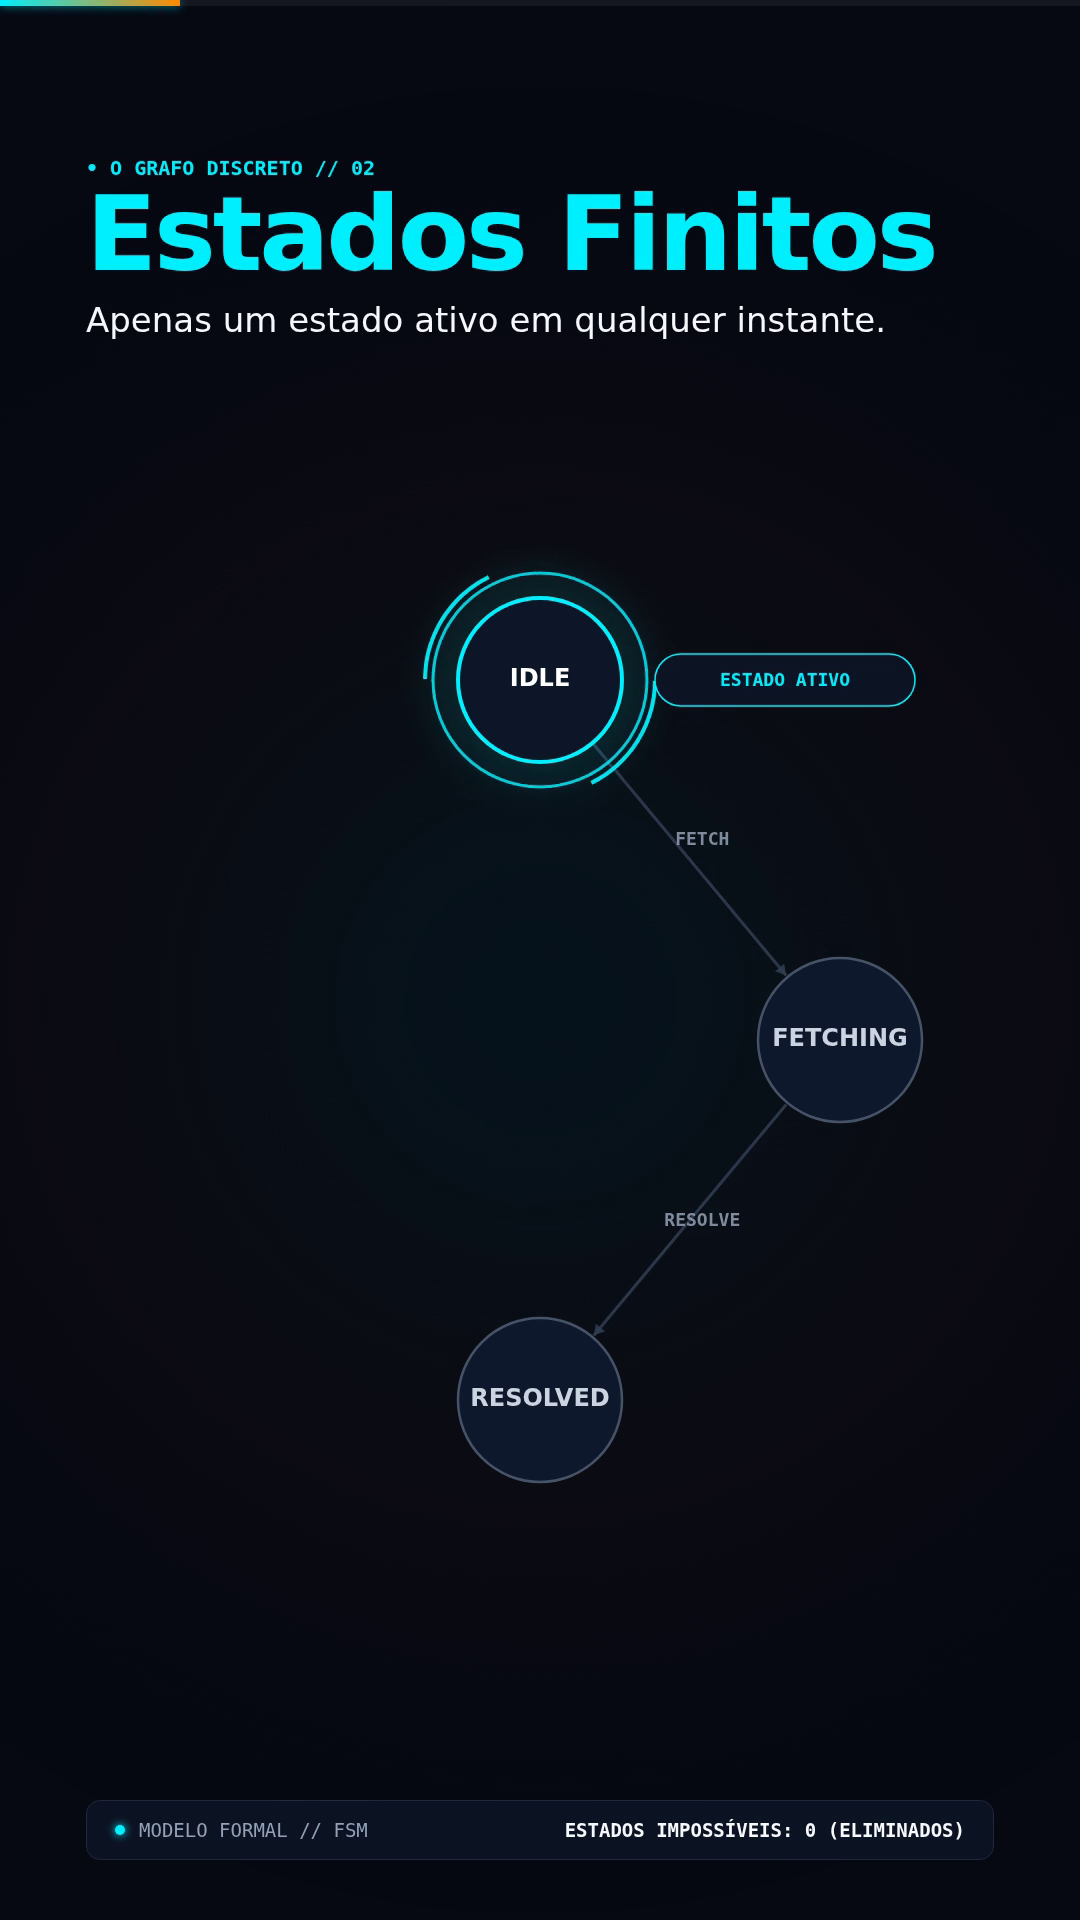 • O GRAFO DISCRETO // 02
Estados Finitos
Apenas um estado ativo em qualquer instante.
IDLE
ESTADO ATIVO
FETCH
FETCHING
RESOLVE
RESOLVED
MODELO FORMAL // FSM
ESTADOS IMPOSSÍVEIS: 0 (ELIMINADOS)